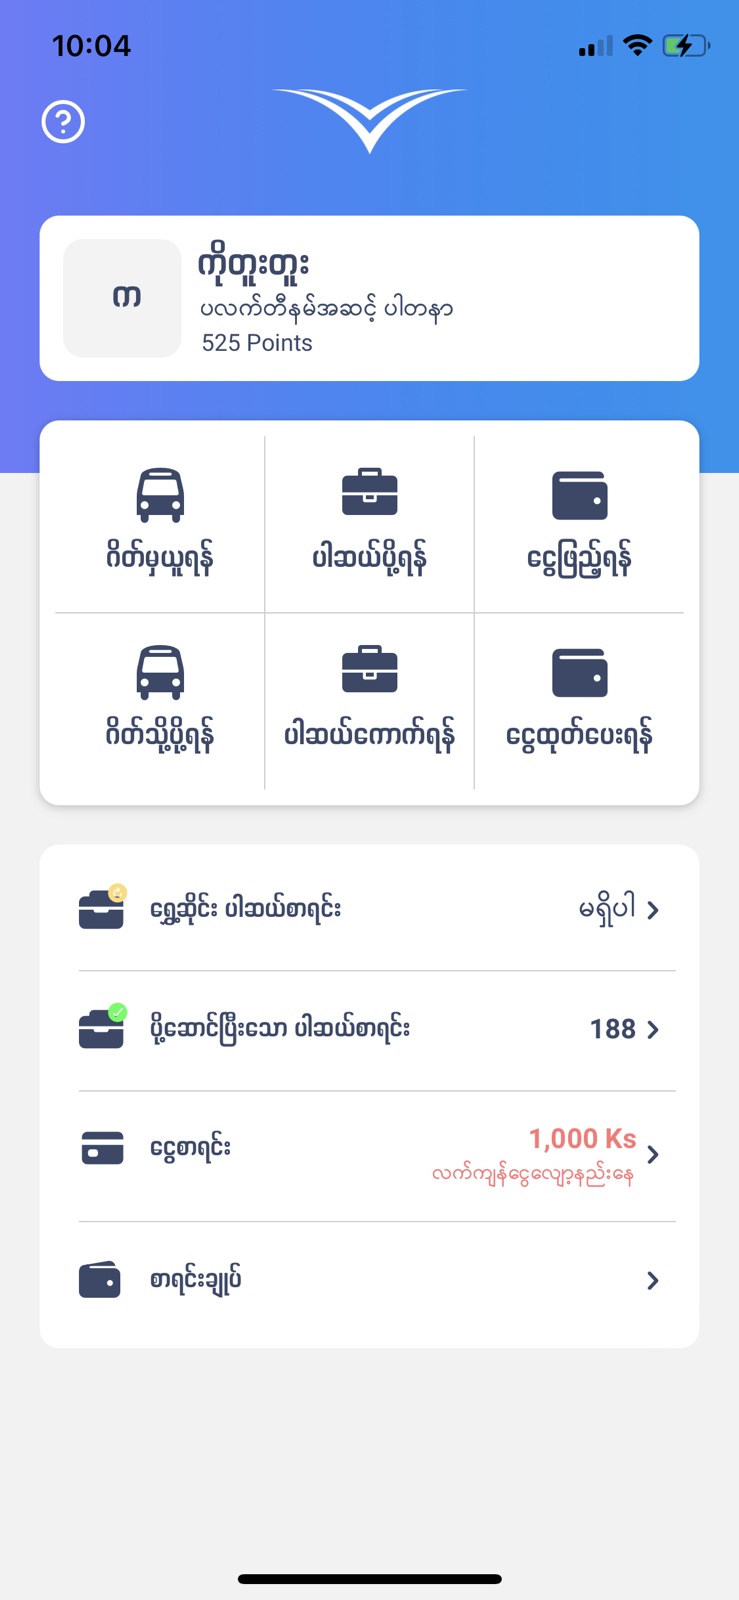 10:04
ကိုတူးတူး
က
ပလက်တီနမ်အဆင့် ပါတနာ
525 Points
ဂိတ်မှယူရန်
ပါဆယ်ပို့ရန်
ငွေဖြည့်ရန်
ဂိတ်သို့ပို့ရန်
ပါဆယ်ကောက်ရန်
ငွေထုတ်ပေးရန်
ရွှေ့ဆိုင်း ပါဆယ်စာရင်း
မရှိပါ
ပို့ဆောင်ပြီးသော ပါဆယ်စာရင်း
188
ငွေစာရင်း
1,000 Ks
လက်ကျန်ငွေလျော့နည်းနေ
စာရင်းချုပ်